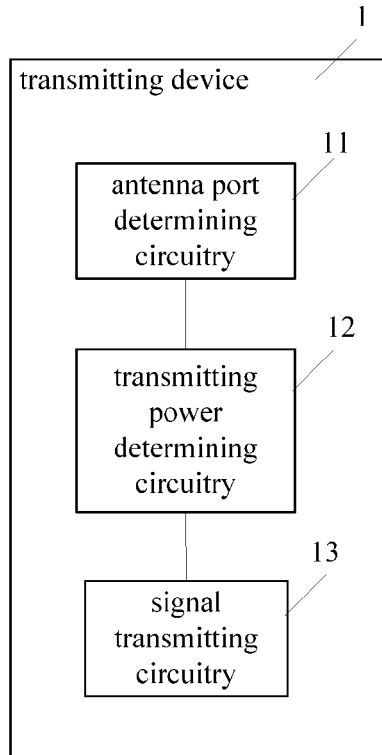 1
transmitting device
11
antenna port
determining
circuitry
12
transmitting
power
determining
circuitry
13
signal
transmitting
circuitry